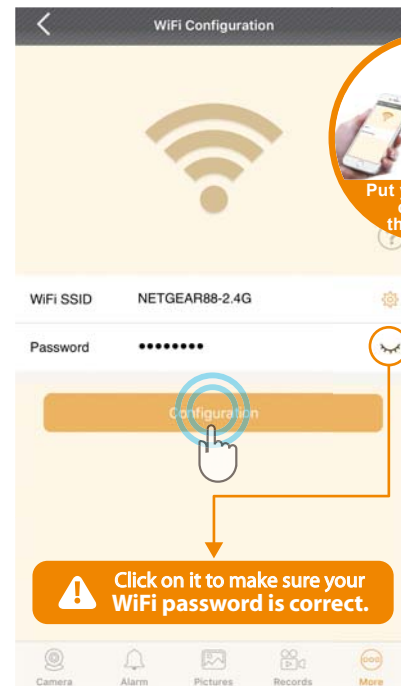 WiFi Configuration
Put
th
WiFi SSID NETGEAR88-2.4G
Password ••••••••
Configuration
Click on it to make sure your
WiFi password is correct.
Camera Alarm Pictures Records More